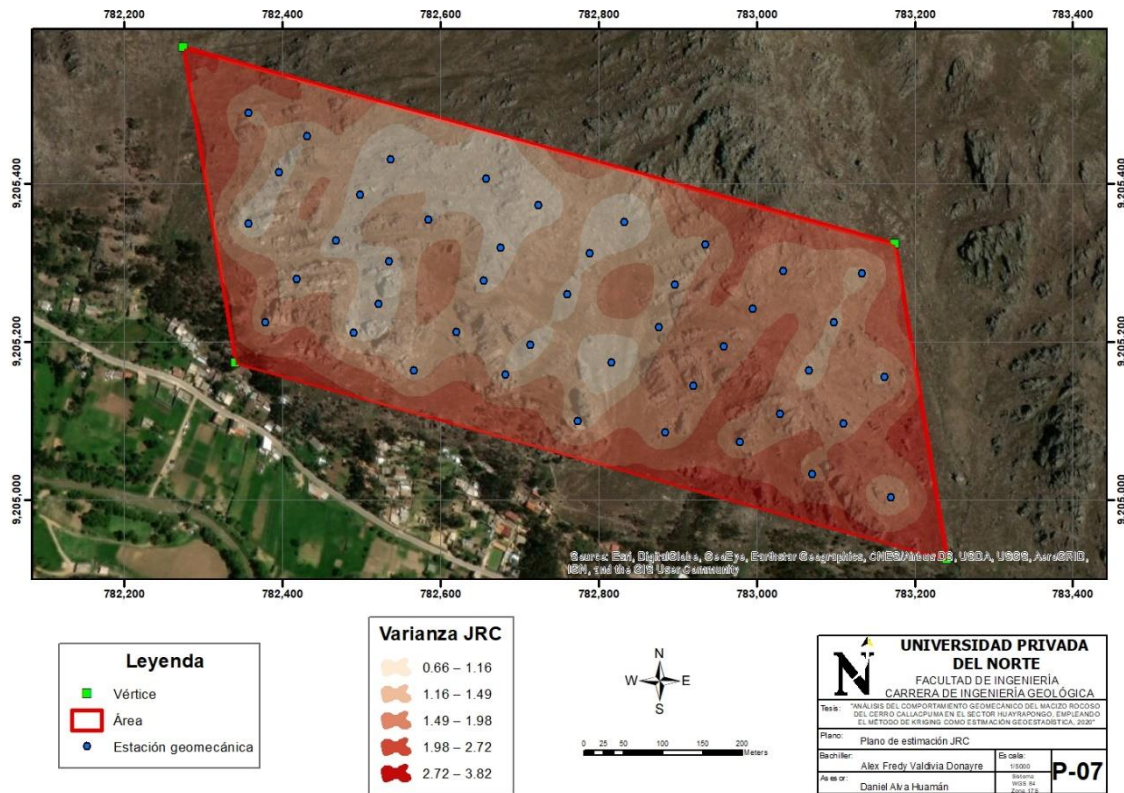 782,200 782,400 782,600 782,800 783,000 783,200 783,400
9,205,400 9,205,400
9,205,200 9,205,200
9,205,000 9,205,000
Source: Esri, DigitalGlobe, GeoEye, Earthstar Geographics, CNES/Airbus DS, USDA, USGS, AeroGRID,
IGN, and the GIS User Community
782,200 782,400 782,600 782,800 783,000 783,200 783,400
Leyenda
Vértice
Área
Estación geomecánica
Varianza JRC
0.66 – 1.16
1.16 – 1.49
1.49 – 1.98
1.98 – 2.72
2.72 – 3.82
N
W E
S
0 25 50 100 150 200
Meters
N
UNIVERSIDAD PRIVADA
DEL NORTE
FACULTAD DE INGENIERÍA
CARRERA DE INGENIERÍA GEOLÓGICA
Tesis: "ANÁLISIS DEL COMPORTAMIENTO GEOMECÁNICO DEL MACIZO ROCOSO
DEL CERRO CALLACPUMA EN EL SECTOR HUAYRAPONGO, EMPLEANDO
EL MÉTODO DE KRIGING COMO ESTIMACIÓN GEOESTADÍSTICA, 2020"
Plano: Plano de estimación JRC
Bachiller: Alex Fredy Valdivia Donayre
Escala: 1/5000
Asesor: Daniel Alva Huamán
Sistema
WGS 84
Zona 17S
P-07